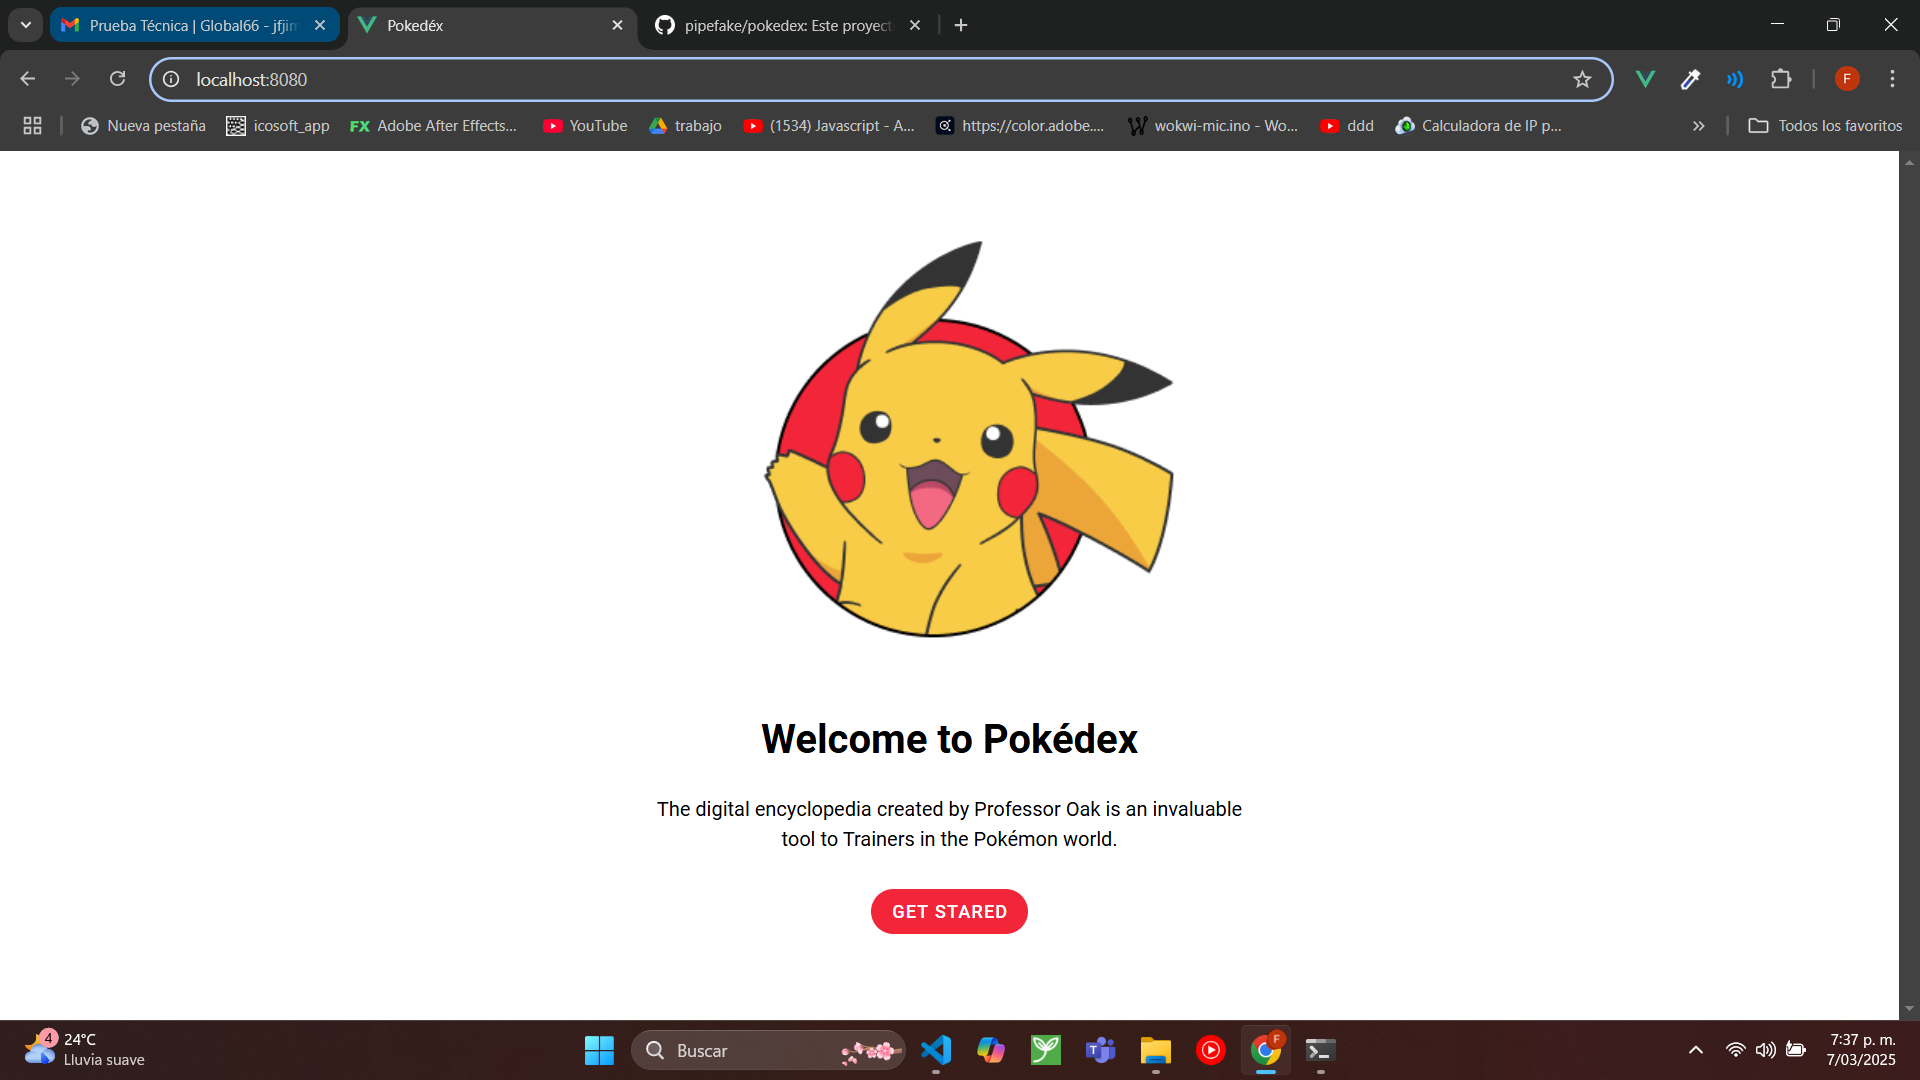 Prueba Técnica | Global66 - jfjim
Pokedéx
pipefake/pokedex: Este proyect
localhost:8080
F
Nueva pestaña
icosoft_app
FX Adobe After Effects...
YouTube
trabajo
(1534) Javascript - A...
https://color.adobe....
wokwi-mic.ino - Wo...
ddd
Calculadora de IP p...
Todos los favoritos
Welcome to Pokédex
The digital encyclopedia created by Professor Oak is an invaluable
tool to Trainers in the Pokémon world.
GET STARED
4
24°C
Lluvia suave
Buscar
F
7:37 p. m.
7/03/2025